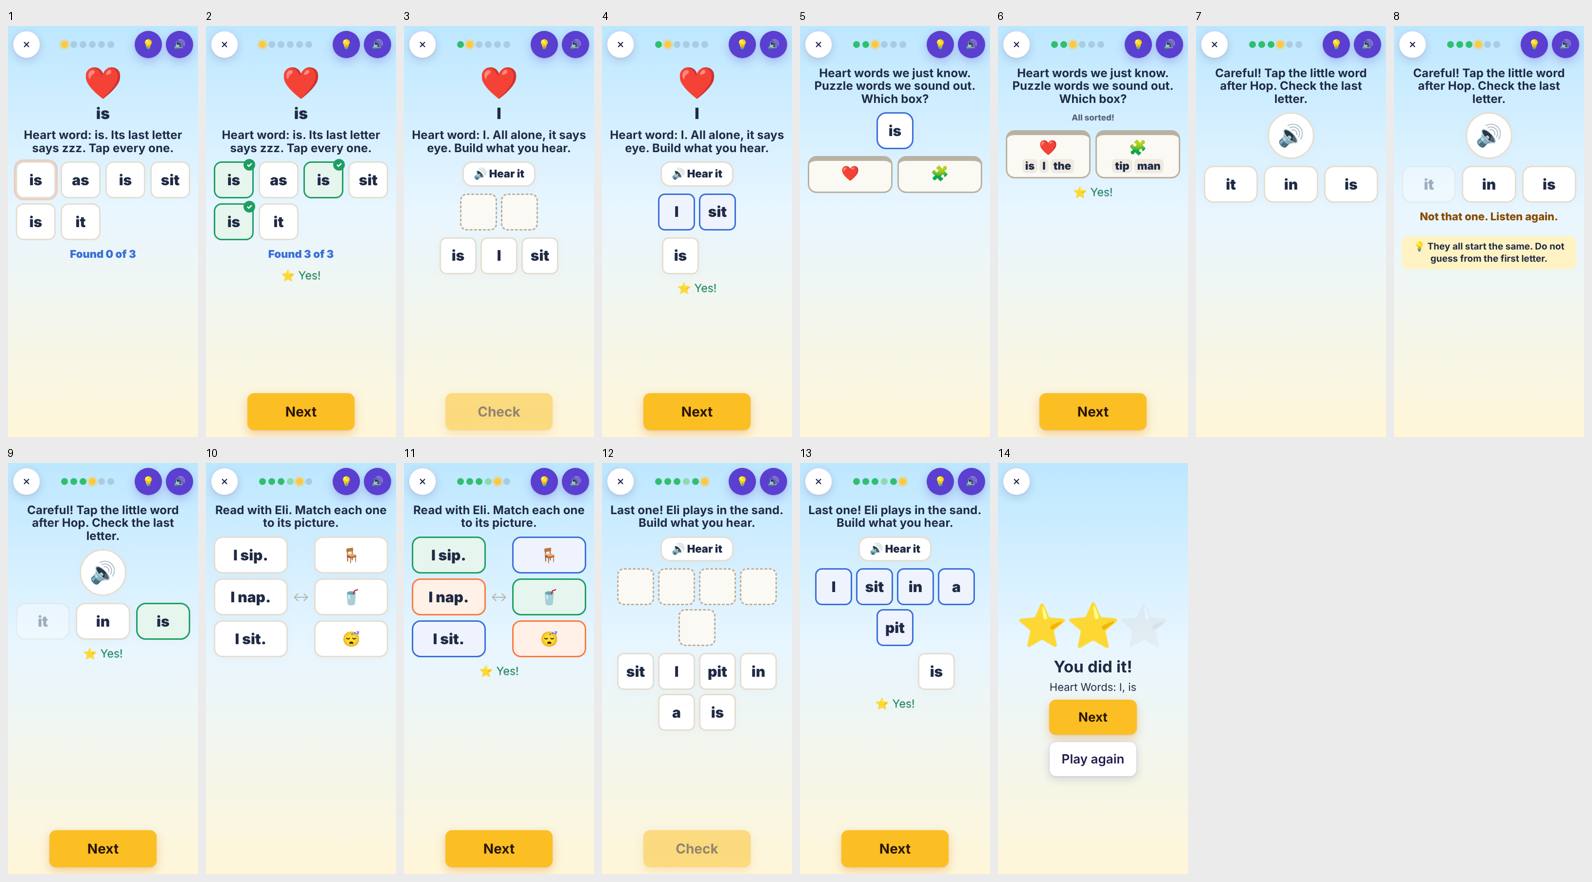 1
2
3
4
5
6
7
8
is
Heart word: is. Its last letter
says zzz. Tap every one.
is as is sit
is it
Found 0 of 3
is
Heart word: is. Its last letter
says zzz. Tap every one.
is as is sit
is it
Found 3 of 3
Yes!
Next
I
Heart word: I. All alone, it says
eye. Build what you hear.
Hear it
is I sit
Check
I
Heart word: I. All alone, it says
eye. Build what you hear.
Hear it
I sit
is
Yes!
Next
Heart words we just know.
Puzzle words we sound out.
Which box?
is
Heart words we just know.
Puzzle words we sound out.
Which box?
All sorted!
is I the
tip man
Yes!
Next
Careful! Tap the little word
after Hop. Check the last
letter.
it in is
Careful! Tap the little word
after Hop. Check the last
letter.
it in is
Not that one. Listen again.
They all start the same. Do not
guess from the first letter.
9
10
11
12
13
14
Careful! Tap the little word
after Hop. Check the last
letter.
it in is
Yes!
Next
Read with Eli. Match each one
to its picture.
I sip.
I nap.
I sit.
Read with Eli. Match each one
to its picture.
I sip.
I nap.
I sit.
Yes!
Next
Last one! Eli plays in the sand.
Build what you hear.
Hear it
sit I pit in
a is
Check
Last one! Eli plays in the sand.
Build what you hear.
Hear it
I sit in a
pit
is
Yes!
Next
You did it!
Heart Words: I, is
Next
Play again